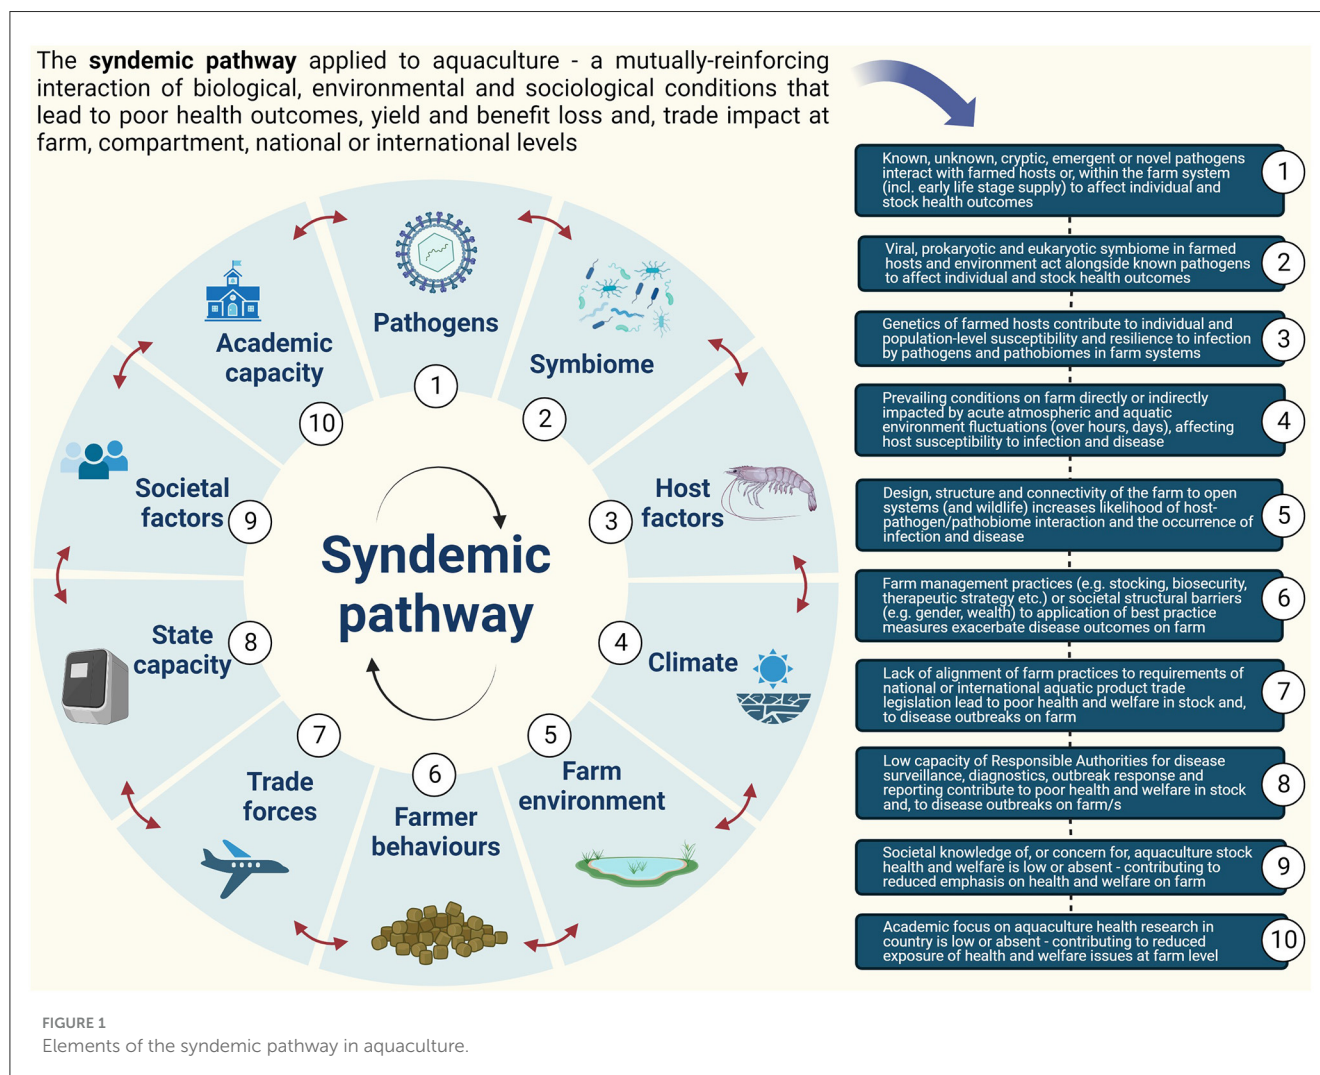 The syndemic pathway applied to aquaculture - a mutually-reinforcing
interaction of biological, environmental and sociological conditions that
lead to poor health outcomes, yield and benefit loss and, trade impact at
farm, compartment, national or international levels
Pathogens
1
Symbiome
2
Host
factors
3
Climate
4
Farm
environment
5
Farmer
behaviours
6
Trade
forces
7
State
capacity
8
Societal
factors
9
Academic
capacity
10
Syndemic
pathway
Known, unknown, cryptic, emergent or novel pathogens
interact with farmed hosts or, within the farm system
(incl. early life stage supply) to affect individual and
stock health outcomes
1
Viral, prokaryotic and eukaryotic symbiome in farmed
hosts and environment act alongside known pathogens
to affect individual and stock health outcomes
2
Genetics of farmed hosts contribute to individual and
population-level susceptibility and resilience to infection
by pathogens and pathobiomes in farm systems
3
Prevailing conditions on farm directly or indirectly
impacted by acute atmospheric and aquatic
environment fluctuations (over hours, days), affecting
host susceptibility to infection and disease
4
Design, structure and connectivity of the farm to open
systems (and wildlife) increases likelihood of host-
pathogen/pathobiome interaction and the occurrence of
infection and disease
5
Farm management practices (e.g. stocking, biosecurity,
therapeutic strategy etc.) or societal structural barriers
(e.g. gender, wealth) to application of best practice
measures exacerbate disease outcomes on farm
6
Lack of alignment of farm practices to requirements of
national or international aquatic product trade
legislation lead to poor health and welfare in stock and,
to disease outbreaks on farm
7
Low capacity of Responsible Authorities for disease
surveillance, diagnostics, outbreak response and
reporting contribute to poor health and welfare in stock
and, to disease outbreaks on farm/s
8
Societal knowledge of, or concern for, aquaculture stock
health and welfare is low or absent - contributing to
reduced emphasis on health and welfare on farm
9
Academic focus on aquaculture health research in
country is low or absent - contributing to reduced
exposure of health and welfare issues at farm level
10
FIGURE 1
Elements of the syndemic pathway in aquaculture.